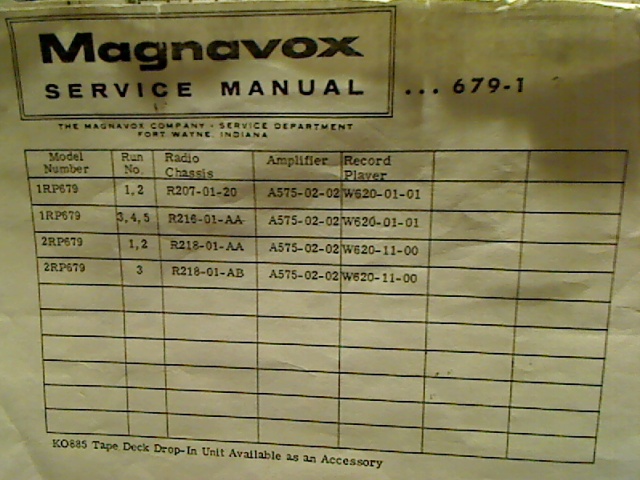 Magnavox
SERVICE MANUAL ... 679-1
THE MAGNAVOX COMPANY - SERVICE DEPARTMENT
FORT WAYNE, INDIANA
Model Number Run No. Radio Chassis Amplifier Record Player
1RP679 1,2 R207-01-20 A575-02-02 W620-01-01
1RP679 3,4,5 R216-01-AA A575-02-02 W620-01-01
2RP679 1,2 R218-01-AA A575-02-02 W620-11-00
2RP679 3 R218-01-AB A575-02-02 W620-11-00
KO885 Tape Deck Drop-In Unit Available as an Accessory